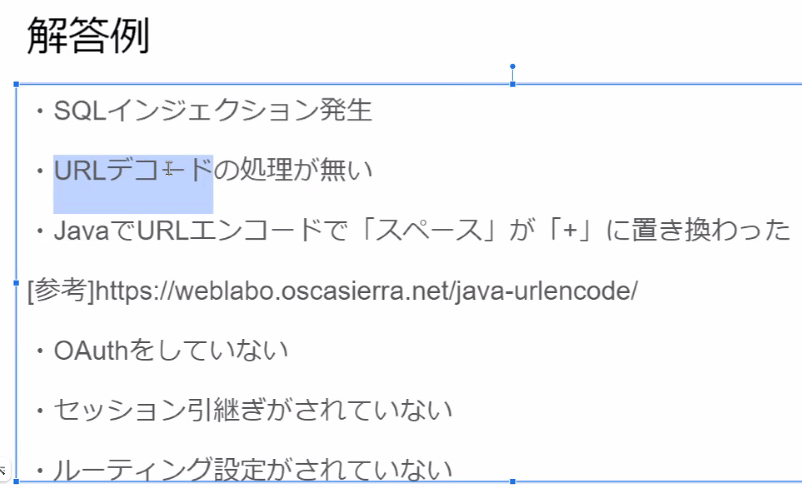 解答例
・SQLインジェクション発生
・URLデコードの処理が無い
・JavaでURLエンコードで「スペース」が「+」に置き換わった
[参考]https://weblabo.oscasierra.net/java-urlencode/
・OAuthをしていない
・セッション引継ぎがされていない
・ルーティング設定がされていない